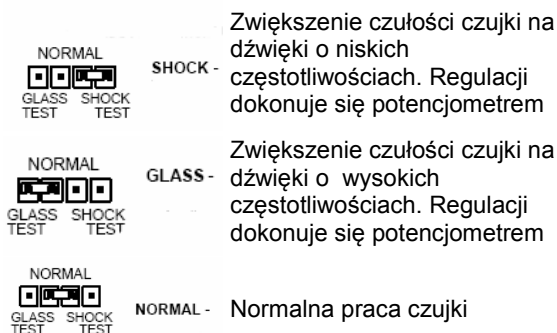 NORMAL
GLASS SHOCK
TEST TEST
SHOCK -
Zwiększenie czułości czujki na
dźwięki o niskich
częstotliwościach. Regulacji
dokonuje się potencjometrem
NORMAL
GLASS SHOCK
TEST TEST
GLASS -
Zwiększenie czułości czujki na
dźwięki o wysokich
częstotliwościach. Regulacji
dokonuje się potencjometrem
NORMAL
GLASS SHOCK
TEST TEST
NORMAL - Normalna praca czujki